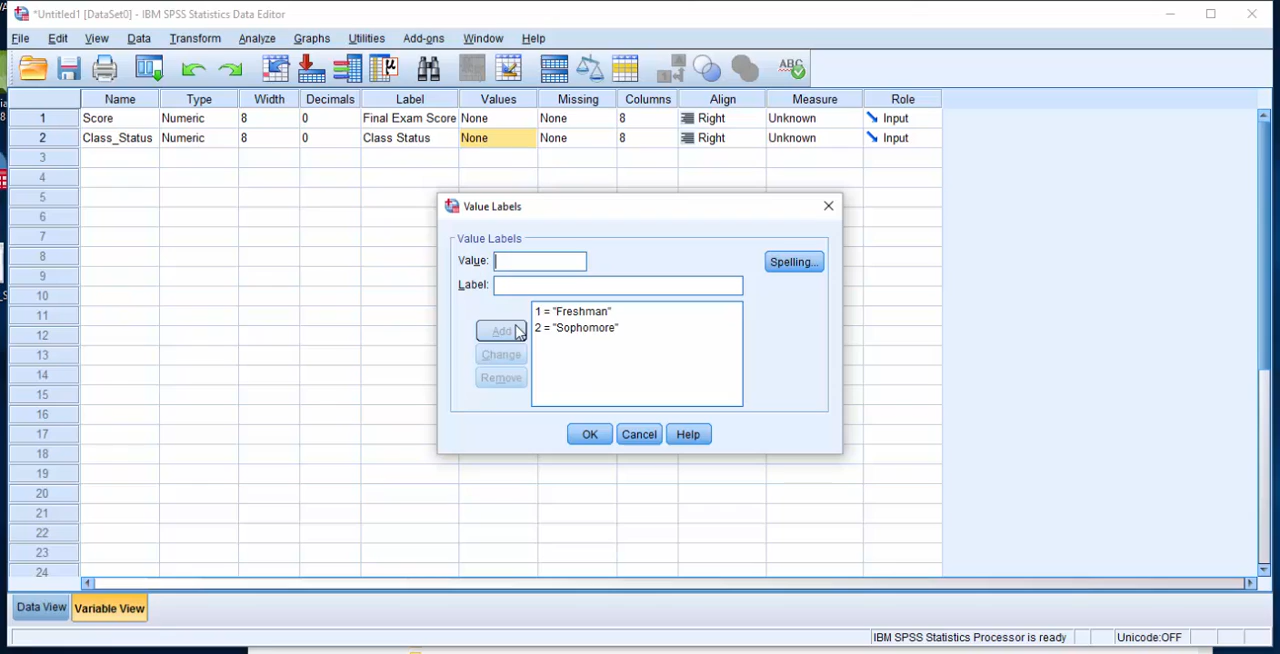 *Untitled1 [DataSet0] - IBM SPSS Statistics Data Editor
File Edit View Data Transform Analyze Graphs Utilities Add-ons Window Help
Name Type Width Decimals Label Values Missing Columns Align Measure Role
1 Score Numeric 8 0 Final Exam Score None None 8 Right Unknown Input
2 Class_Status Numeric 8 0 Class Status None None 8 Right Unknown Input
3
4
5
6
7
8
9
10
11
12
13
14
15
16
17
18
19
20
21
22
23
24
Value Labels
Value Labels
Value:
Spelling...
Label:
1 = "Freshman"
Add 2 = "Sophomore"
Change
Remove
OK Cancel Help
Data View Variable View
IBM SPSS Statistics Processor is ready Unicode:OFF